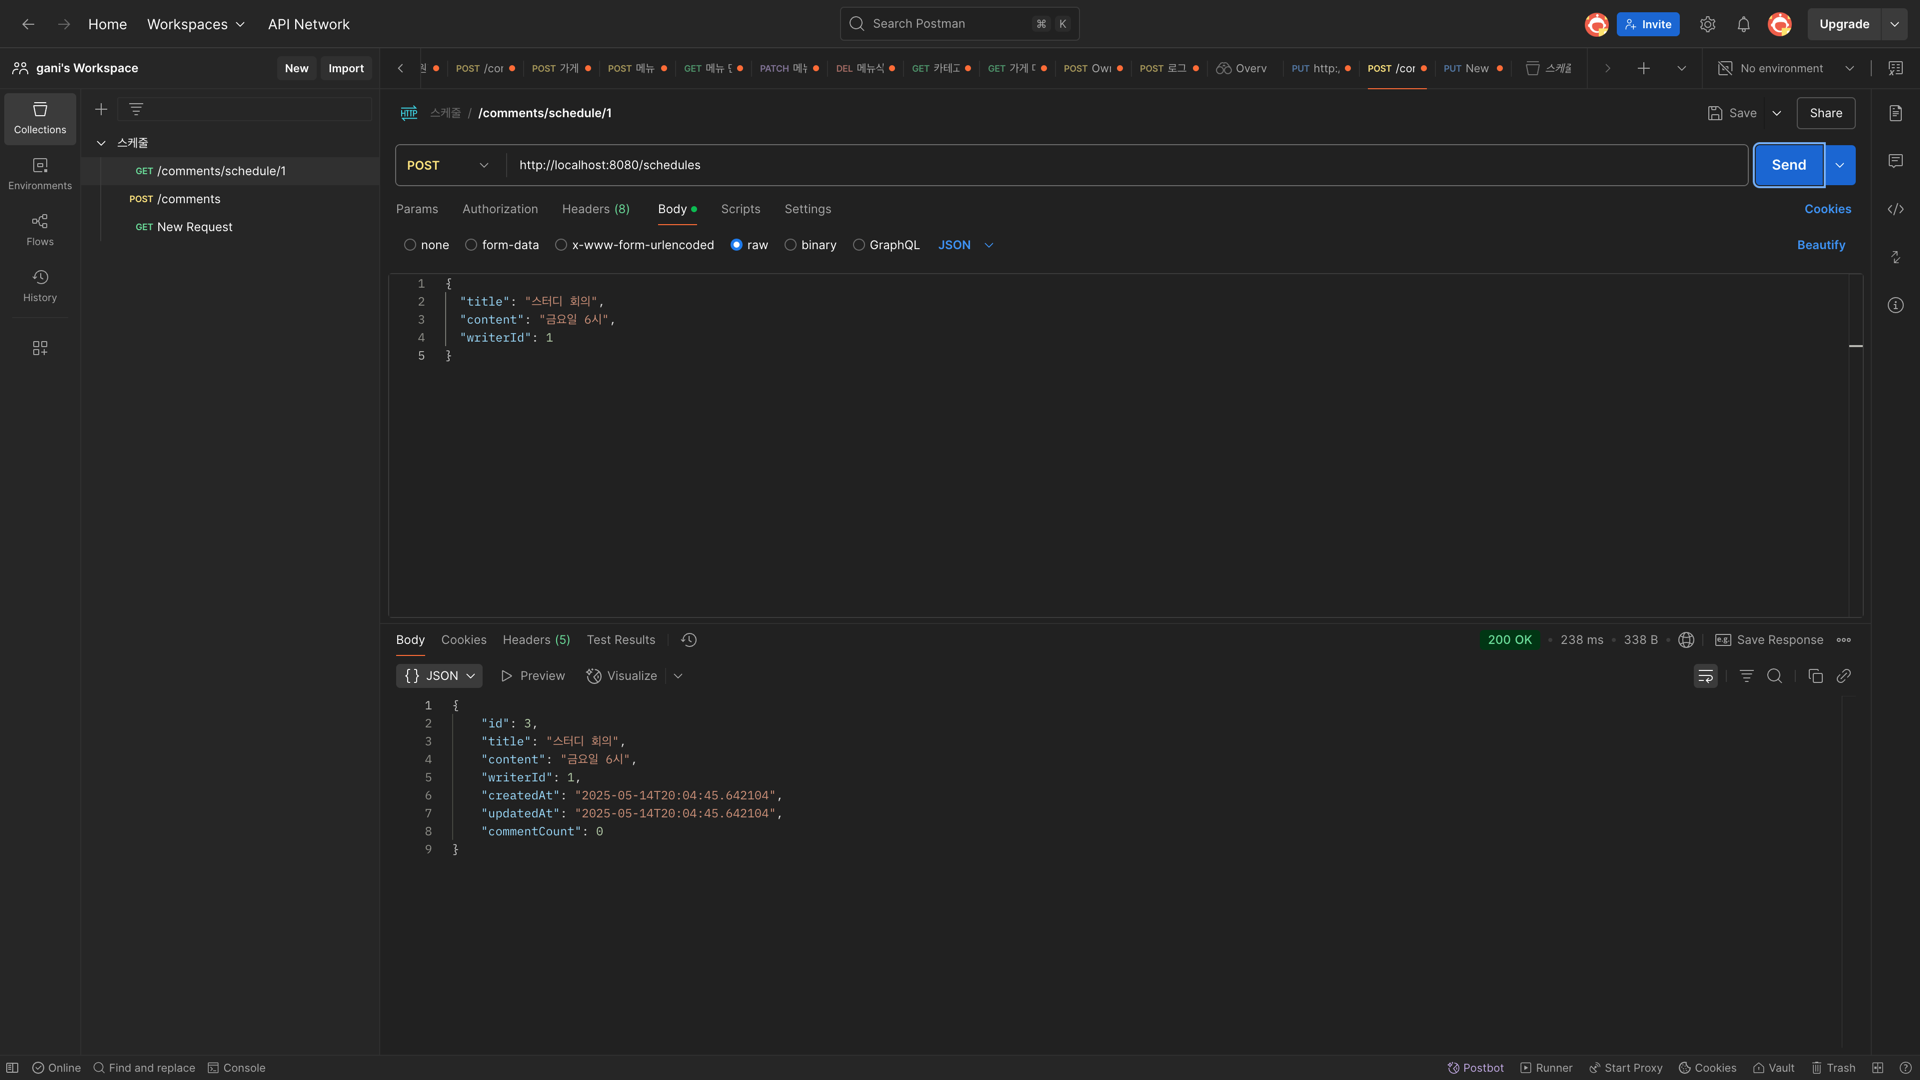 Home Workspaces API Network Search Postman ⌘ K Invite Upgrade
gani's Workspace New Import POST /cor POST 가게 POST 메뉴 GET 메뉴 PATCH DEL 메뉴삭 GET 카테고 GET 가게 POST Owi POST 로그 Overv PUT http:, POST /cor PUT New 스케줄 No environment
스케줄 / /comments/schedule/1 Save Share
Collections
스케줄
GET /comments/schedule/1
POST /comments
GET New Request
Environments
Flows
History
POST http://localhost:8080/schedules Send
Params Authorization Headers (8) Body Scripts Settings Cookies
none form-data x-www-form-urlencoded raw binary GraphQL JSON Beautify
1 {
2 "title": "스터디 회의",
3 "content": "금요일 6시",
4 "writerId": 1
5 }
Body Cookies Headers (5) Test Results 200 OK 238 ms 338 B e.g. Save Response
{} JSON Preview Visualize
1 {
2 "id": 3,
3 "title": "스터디 회의",
4 "content": "금요일 6시",
5 "writerId": 1,
6 "createdAt": "2025-05-14T20:04:45.642104",
7 "updatedAt": "2025-05-14T20:04:45.642104",
8 "commentCount": 0
9 }
Online Find and replace Console Postbot Runner Start Proxy Cookies Vault Trash